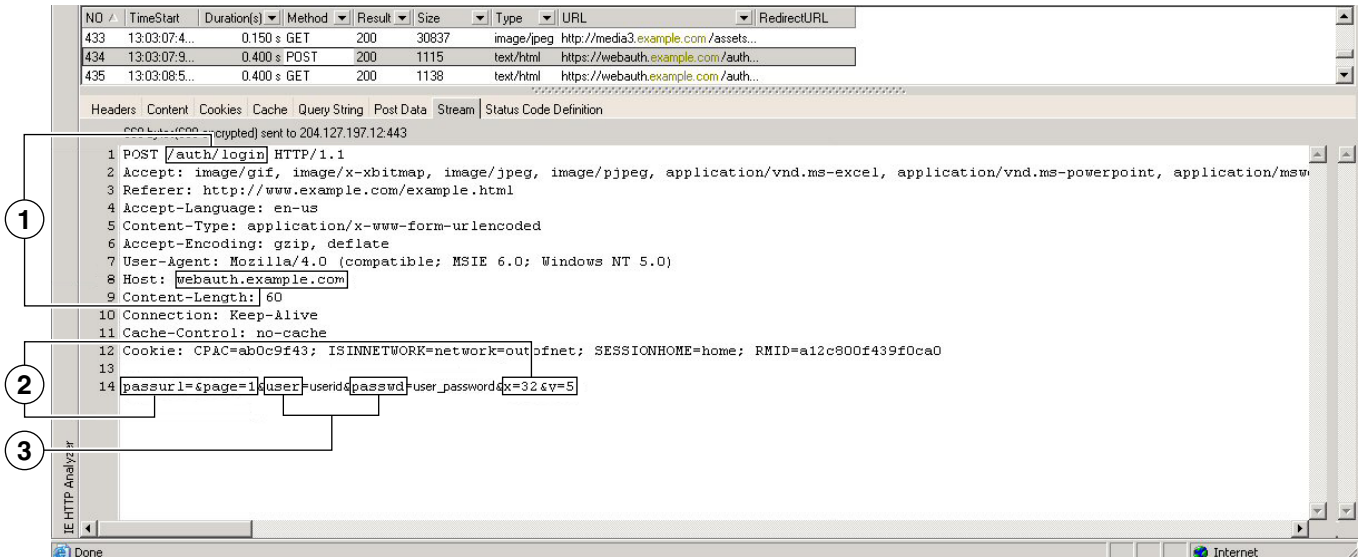 NO TimeStart Duration(s) Method Result Size Type URL RedirectURL
433 13:03:07:4... 0.150 s GET 200 30837 image/jpeg http://media3.example.com /assets...
434 13:03:07:9... 0.400 s POST 200 1115 text/html https://webauth.example.com /auth...
435 13:03:08:5... 0.400 s GET 200 1138 text/html https://webauth.example.com /auth...
Headers Content Cookies Cache Query String Post Data Stream Status Code Definition
encrypted) sent to 204.127.197.12:443
1 POST /auth/login HTTP/1.1
2 Accept: image/gif, image/x-xbitmap, image/jpeg, image/pjpeg, application/vnd.ms-excel, application/vnd.ms-powerpoint, application/msw
3 Referer: http://www.example.com/example.html
4 Accept-Language: en-us
5 Content-Type: application/x-www-form-urlencoded
6 Accept-Encoding: gzip, deflate
7 User-Agent: Mozilla/4.0 (compatible; MSIE 6.0; Windows NT 5.0)
8 Host: webauth.example.com
9 Content-Length: 60
10 Connection: Keep-Alive
11 Cache-Control: no-cache
12 Cookie: CPAC=ab0c9f43; ISINNETWORK=network=outofnet; SESSIONHOME=home; RMID=a12c800f439f0ca0
13
14 passurl=&page=1&user=userid&passwd=user_password&x=32&y=5
1
2
3
IE HTTP Analyzer
Done Internet